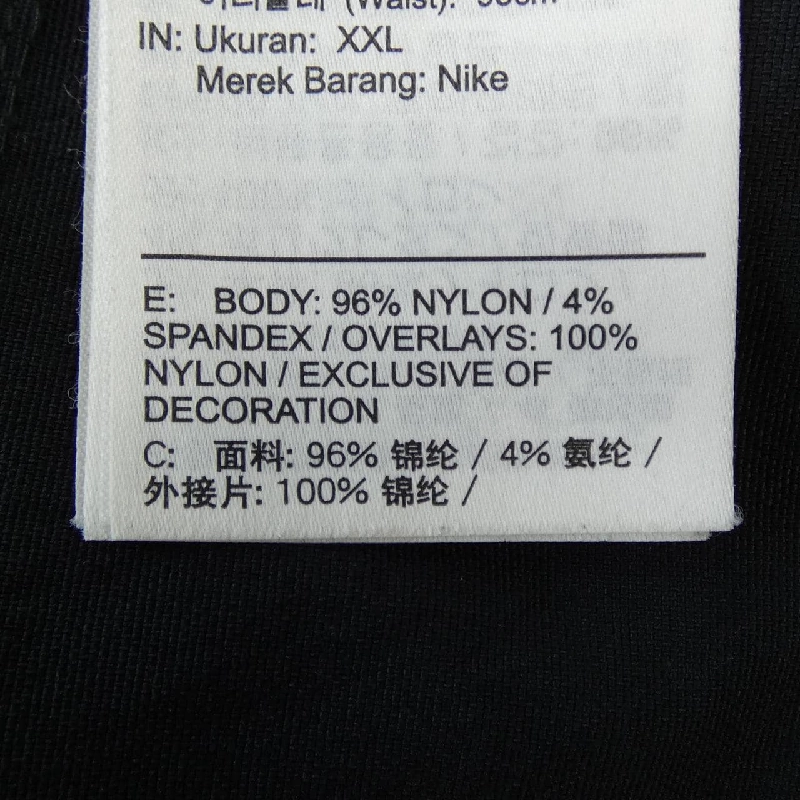 (Waist):
IN: Ukuran: XXL
Merek Barang: Nike
E: BODY: 96% NYLON / 4%
SPANDEX / OVERLAYS: 100%
NYLON / EXCLUSIVE OF
DECORATION
C: 面料: 96% 锦纶 / 4% 氨纶 /
外接片: 100% 锦纶 /